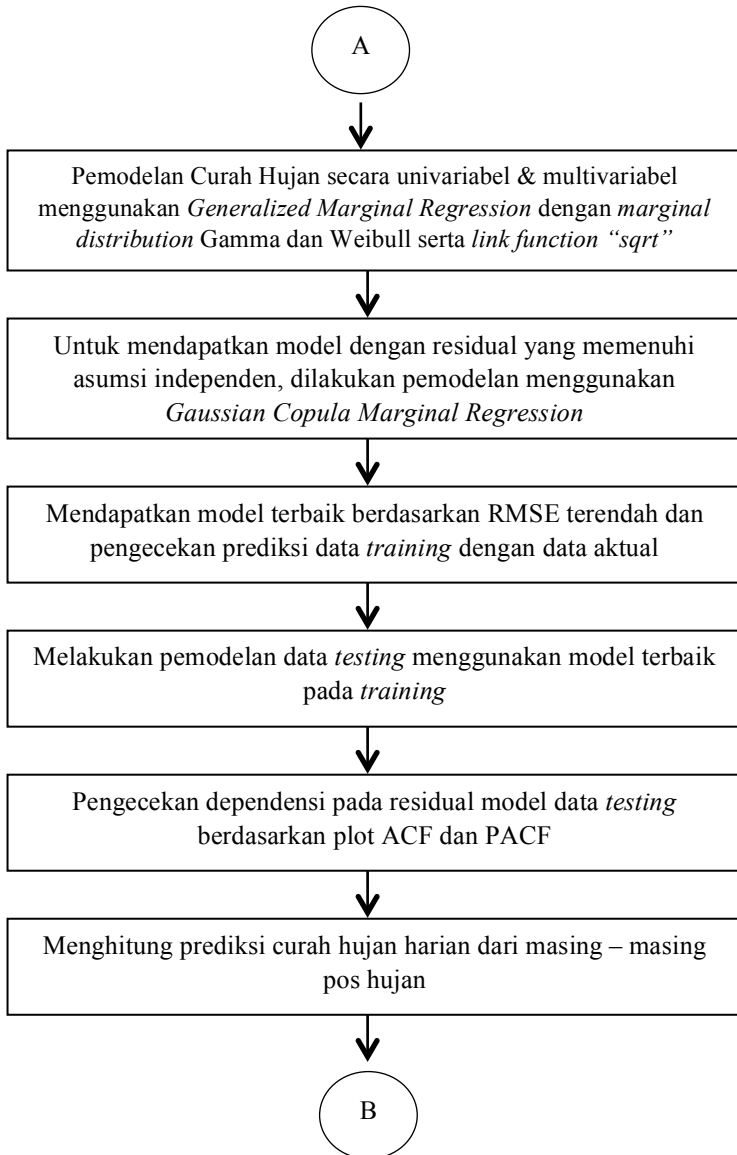 A
Pemodelan Curah Hujan secara univariabel & multivariabel
menggunakan Generalized Marginal Regression dengan marginal
distribution Gamma dan Weibull serta link function “sqrt”
Untuk mendapatkan model dengan residual yang memenuhi
asumsi independen, dilakukan pemodelan menggunakan
Gaussian Copula Marginal Regression
Mendapatkan model terbaik berdasarkan RMSE terendah dan
pengecekan prediksi data training dengan data aktual
Melakukan pemodelan data testing menggunakan model terbaik
pada training
Pengecekan dependensi pada residual model data testing
berdasarkan plot ACF dan PACF
Menghitung prediksi curah hujan harian dari masing – masing
pos hujan
B